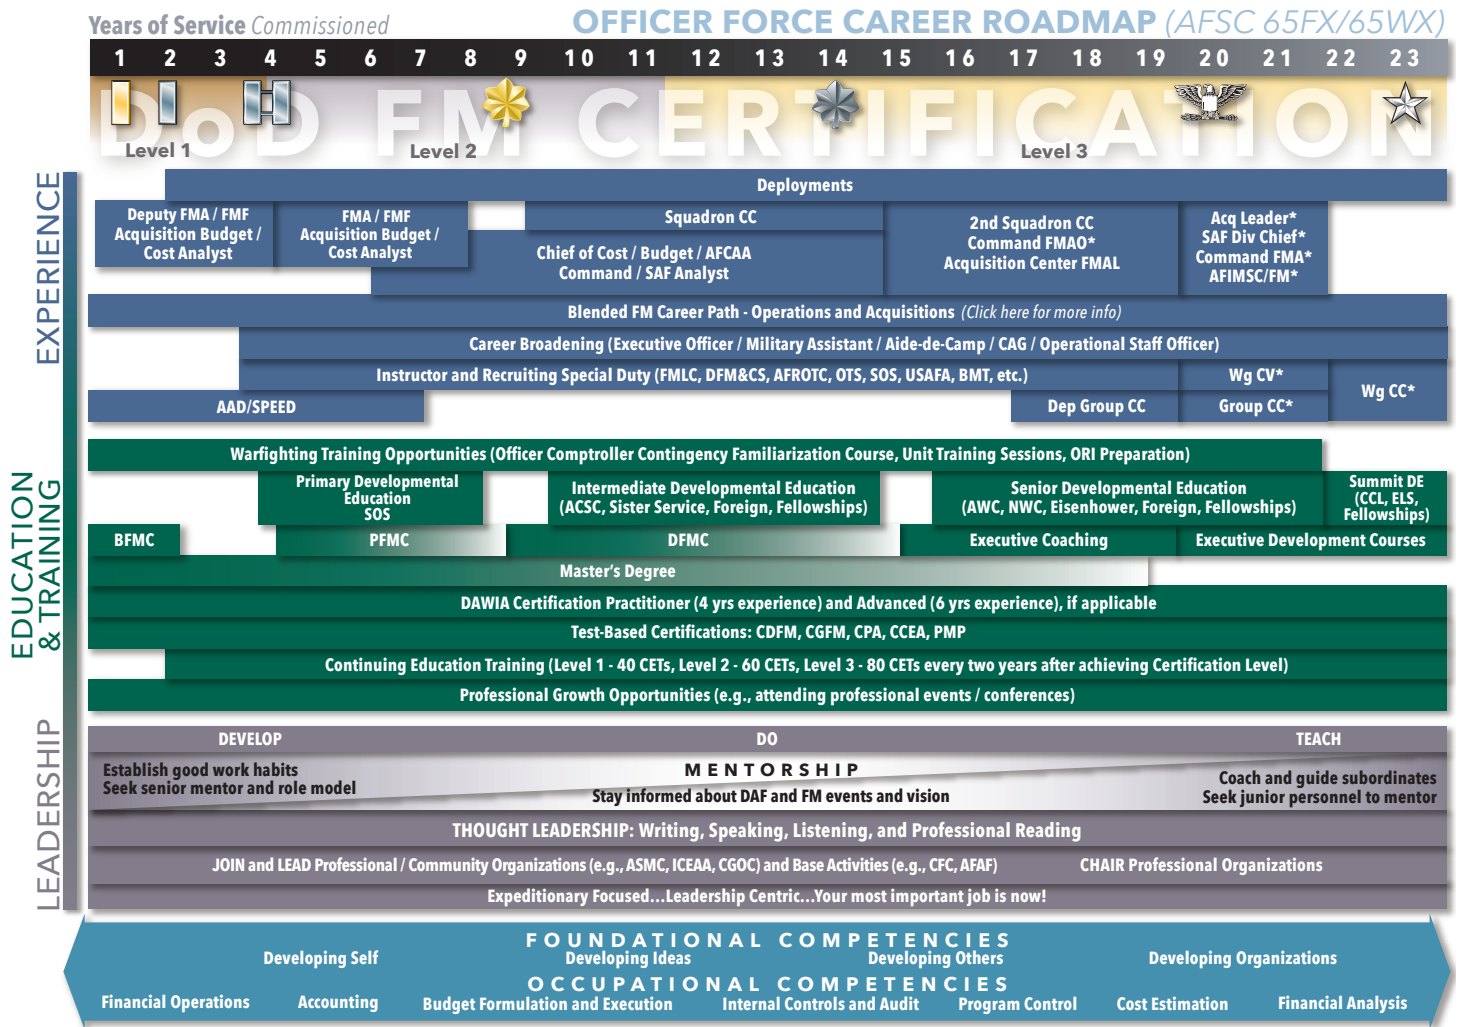 Years of Service Commissioned
OFFICER FORCE CAREER ROADMAP (AFSC 65FX/65WX)
1 2 3 4 5 6 7 8 9 10 11 12 13 14 15 16 17 18 19 20 21 22 23
DoD FM CERTIFICATION
Level 1
Level 2
Level 3
EXPERIENCE
Deployments
Deputy FMA / FMF
Acquisition Budget /
Cost Analyst
FMA / FMF
Acquisition Budget /
Cost Analyst
Squadron CC
Chief of Cost / Budget / AFCAA
Command / SAF Analyst
2nd Squadron CC
Command FMAO*
Acquisition Center FMAL
Acq Leader*
SAF Div Chief*
Command FMA*
AFIMSC/FM*
Blended FM Career Path - Operations and Acquisitions (Click here for more info)
Career Broadening (Executive Officer / Military Assistant / Aide-de-Camp / CAG / Operational Staff Officer)
Instructor and Recruiting Special Duty (FMLC, DFM&CS, AFROTC, OTS, SOS, USAFA, BMT, etc.)
Wg CV*
Wg CC*
AAD/SPEED
Dep Group CC
Group CC*
EDUCATION
& TRAINING
Warfighting Training Opportunities (Officer Comptroller Contingency Familiarization Course, Unit Training Sessions, ORI Preparation)
Primary Developmental
Education
SOS
Intermediate Developmental Education
(ACSC, Sister Service, Foreign, Fellowships)
Senior Developmental Education
(AWC, NWC, Eisenhower, Foreign, Fellowships)
Summit DE
(CCL, ELS,
Fellowships)
BFMC
PFMC
DFMC
Executive Coaching
Executive Development Courses
Master's Degree
DAWIA Certification Practitioner (4 yrs experience) and Advanced (6 yrs experience), if applicable
Test-Based Certifications: CDFM, CGFM, CPA, CCEA, PMP
Continuing Education Training (Level 1 - 40 CETs, Level 2 - 60 CETs, Level 3 - 80 CETs every two years after achieving Certification Level)
Professional Growth Opportunities (e.g., attending professional events / conferences)
LEADERSHIP
DEVELOP
DO
TEACH
Establish good work habits
Seek senior mentor and role model
MENTORSHIP
Stay informed about DAF and FM events and vision
Coach and guide subordinates
Seek junior personnel to mentor
THOUGHT LEADERSHIP: Writing, Speaking, Listening, and Professional Reading
JOIN and LEAD Professional / Community Organizations (e.g., ASMC, ICEAA, CGOC) and Base Activities (e.g., CFC, AFAF)
CHAIR Professional Organizations
Expeditionary Focused...Leadership Centric...Your most important job is now!
FOUNDATIONAL COMPETENCIES
Developing Self
Developing Ideas
Developing Others
Developing Organizations
OCCUPATIONAL COMPETENCIES
Financial Operations
Accounting
Budget Formulation and Execution
Internal Controls and Audit
Program Control
Cost Estimation
Financial Analysis